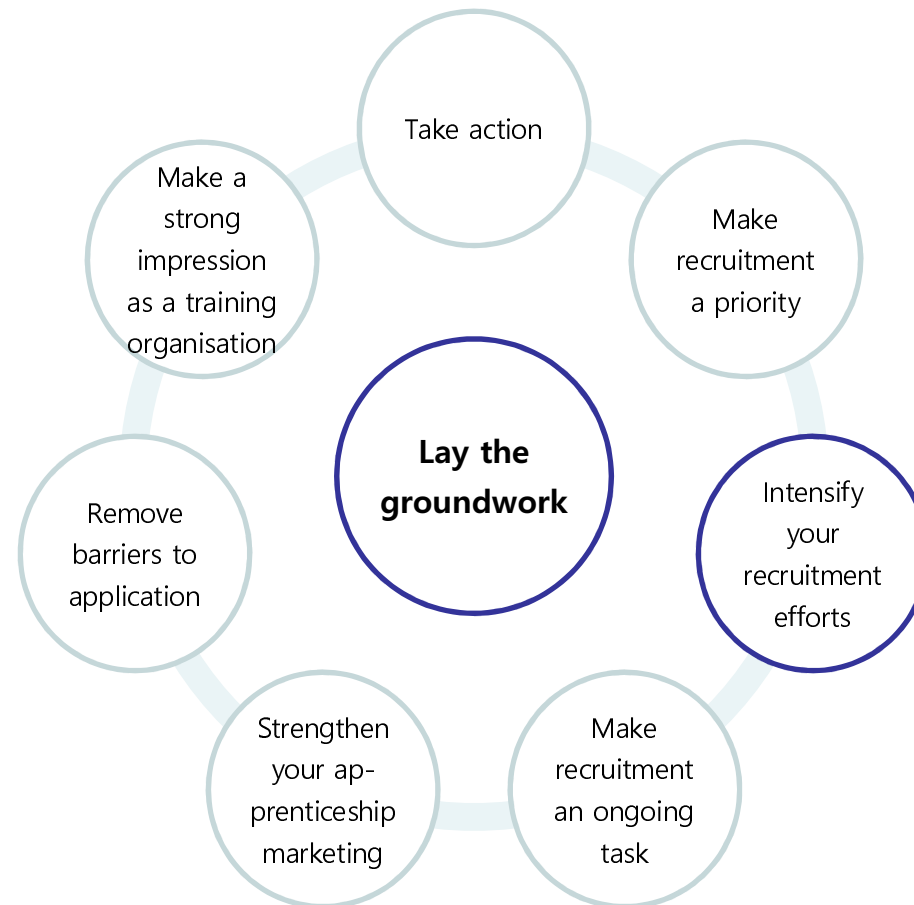 Take action
Make
recruitment
a priority
Intensify
your
recruitment
efforts
Make
recruitment
an ongoing
task
Strengthen
your ap-
prenticeship
marketing
Remove
barriers to
application
Make a
strong
impression
as a training
organisation
Lay the
groundwork